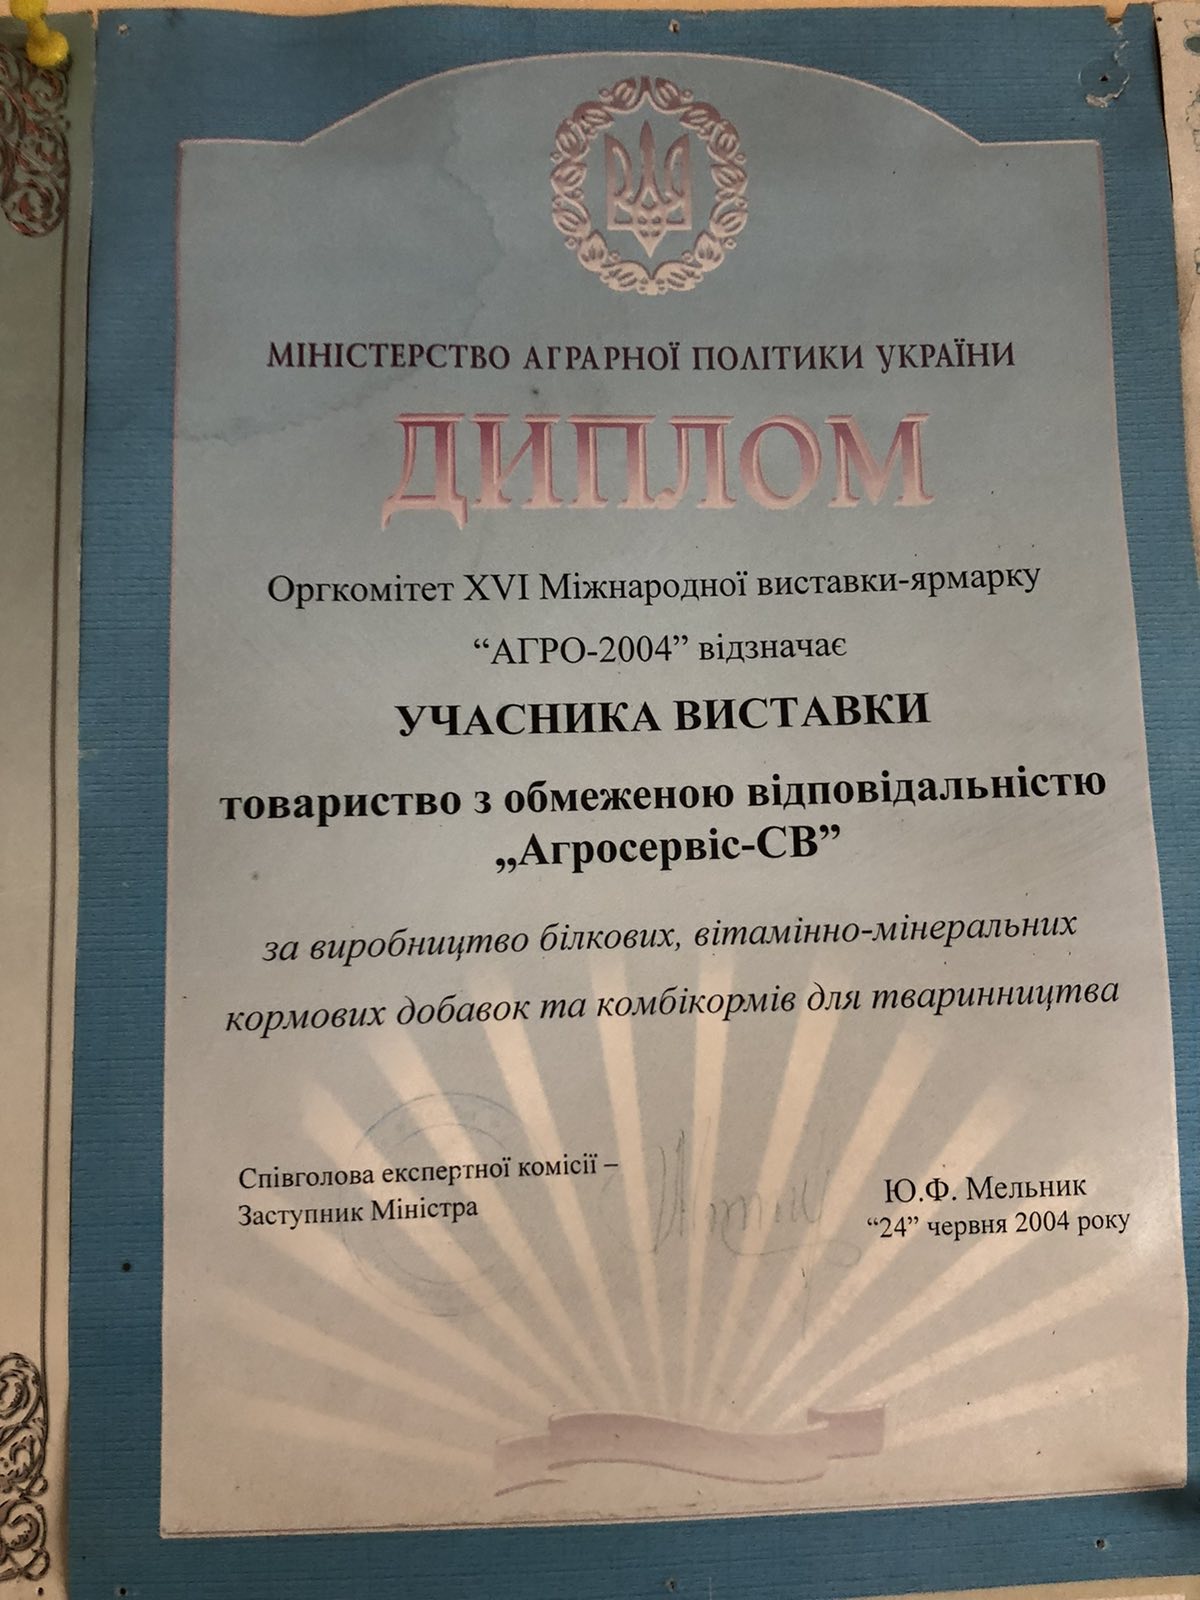 МІНІСТЕРСТВО АГРАРНОЇ ПОЛІТИКИ УКРАЇНИ
ДИПЛОМ
Оргкомітет XVI Міжнародної виставки-ярмарку
“АГРО-2004” відзначає
УЧАСНИКА ВИСТАВКИ
товариство з обмеженою відповідальністю
„Агросервіс-СВ”
за виробництво білкових, вітамінно-мінеральних
кормових добавок та комбікормів для тваринництва
Співголова експертної комісії –
Заступник Міністра
Ю.Ф. Мельник
“24” червня 2004 року